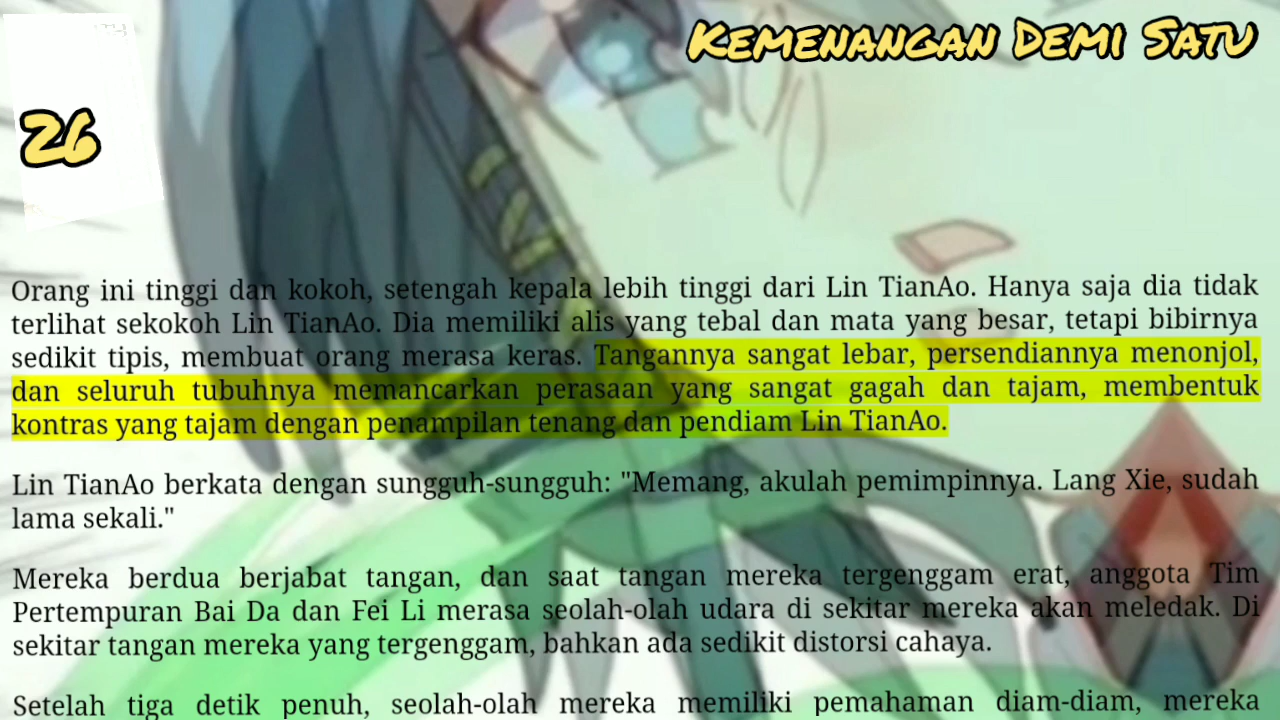 Kemenangan Demi Satu
26
Orang ini tinggi dan kokoh, setengah kepala lebih tinggi dari Lin TianAo. Hanya saja dia tidak
terlihat sekokoh Lin TianAo. Dia memiliki alis yang tebal dan mata yang besar, tetapi bibirnya
sedikit tipis, membuat orang merasa keras. Tangannya sangat lebar, persendiannya menonjol,
dan seluruh tubuhnya memancarkan perasaan yang sangat gagah dan tajam, membentuk
kontras yang tajam dengan penampilan tenang dan pendiam Lin TianAo.
Lin TianAo berkata dengan sungguh-sungguh: "Memang, akulah pemimpinnya. Lang Xie, sudah
lama sekali."
Mereka berdua berjabat tangan, dan saat tangan mereka tergenggam erat, anggota Tim
Pertempuran Bai Da dan Fei Li merasa seolah-olah udara di sekitar mereka akan meledak. Di
sekitar tangan mereka yang tergenggam, bahkan ada sedikit distorsi cahaya.
Setelah tiga detik penuh, seolah-olah mereka memiliki pemahaman diam-diam, mereka